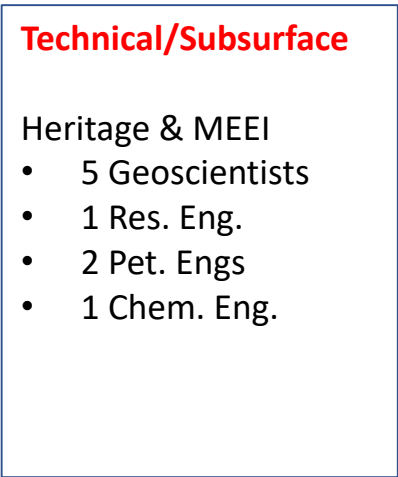 Technical/Subsurface
Heritage & MEEI
• 5 Geoscientists
• 1 Res. Eng.
• 2 Pet. Engs
• 1 Chem. Eng.